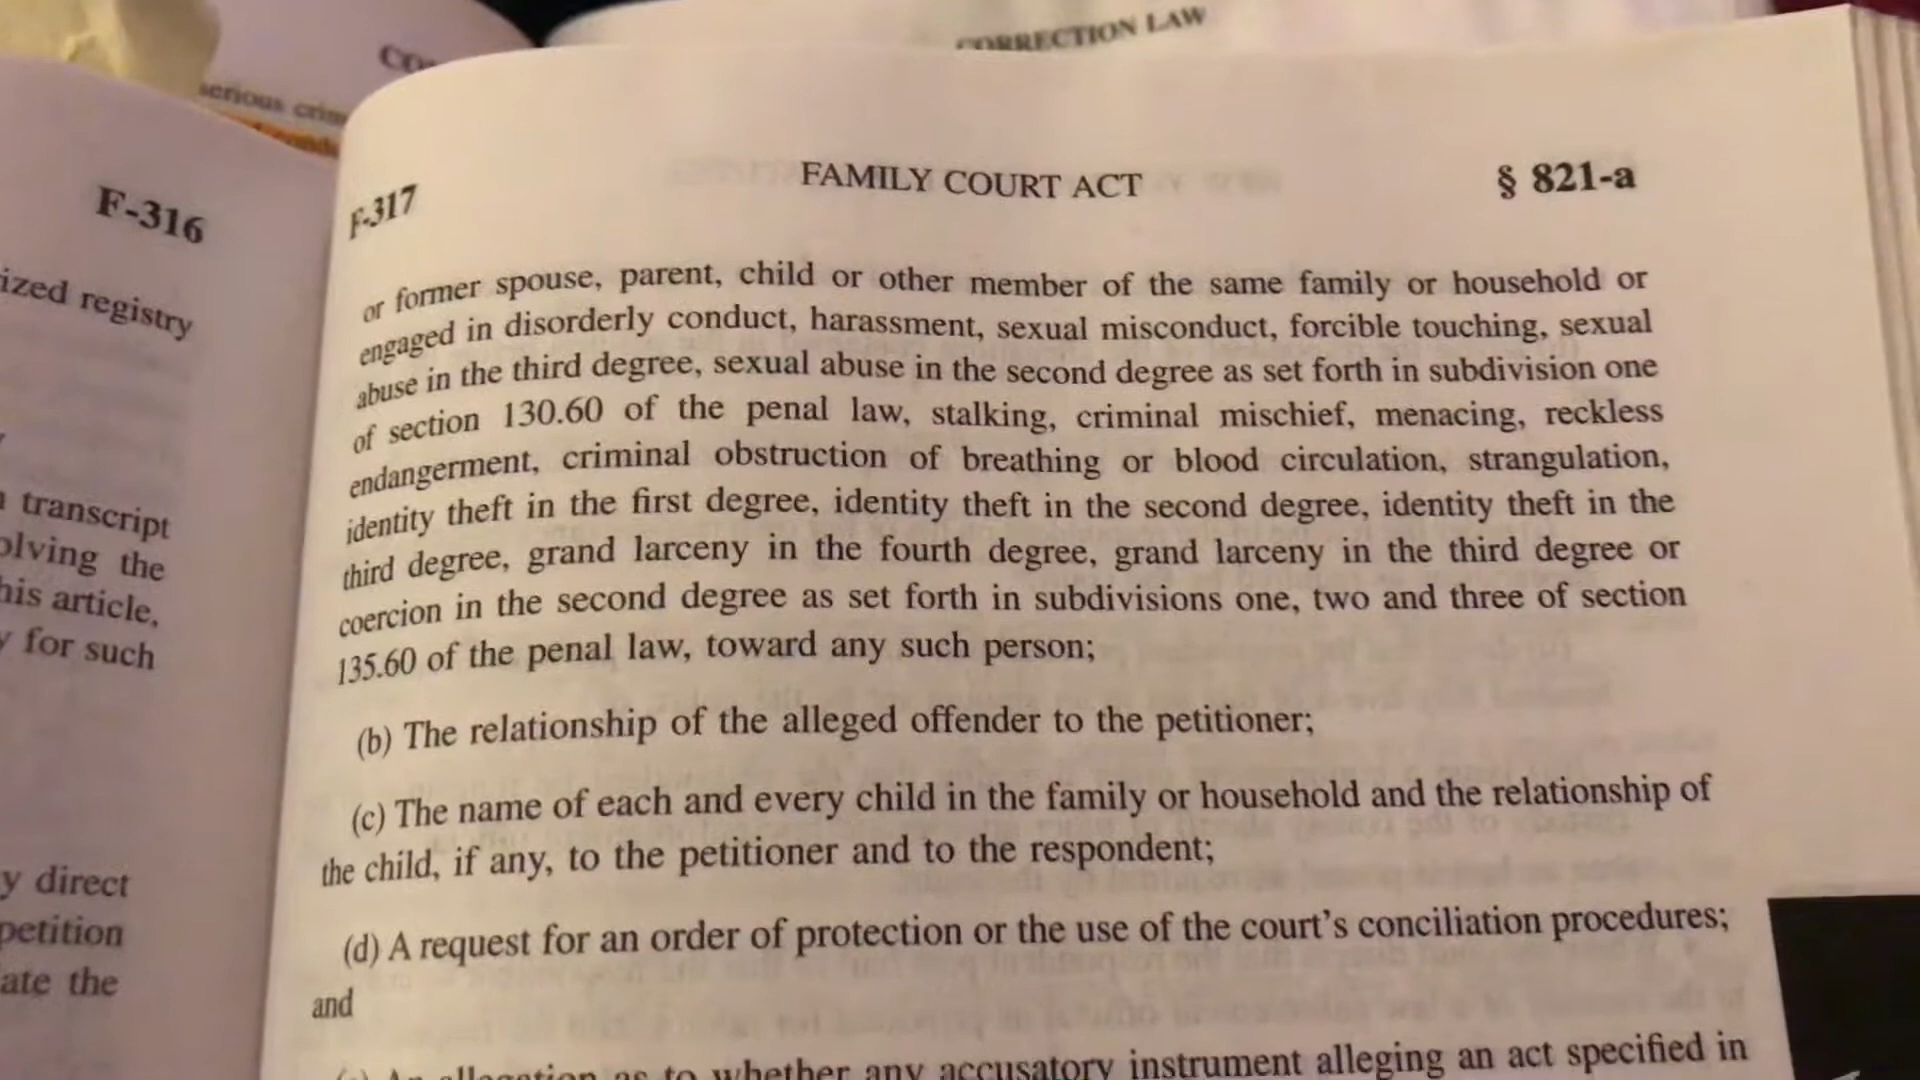 CORRECTION LAW
serious
F-316
ized registry
transcript
olving the
his article,
for such
y direct
petition
ate the
F-317
FAMILY COURT ACT
§ 821-a
or former spouse, parent, child or other member of the same family or household or
engaged in disorderly conduct, harassment, sexual misconduct, forcible touching, sexual
abuse in the third degree, sexual abuse in the second degree as set forth in subdivision one
of section 130.60 of the penal law, stalking, criminal mischief, menacing, reckless
endangerment, criminal obstruction of breathing or blood circulation, strangulation,
identity theft in the first degree, identity theft in the second degree, identity theft in the
third degree, grand larceny in the fourth degree, grand larceny in the third degree or
coercion in the second degree as set forth in subdivisions one, two and three of section
135.60 of the penal law, toward any such person;
(b) The relationship of the alleged offender to the petitioner;
(c) The name of each and every child in the family or household and the relationship of
the child, if any, to the petitioner and to the respondent;
(d) A request for an order of protection or the use of the court's conciliation procedures;
and
An allegation as to whether any accusatory instrument alleging an act specified in